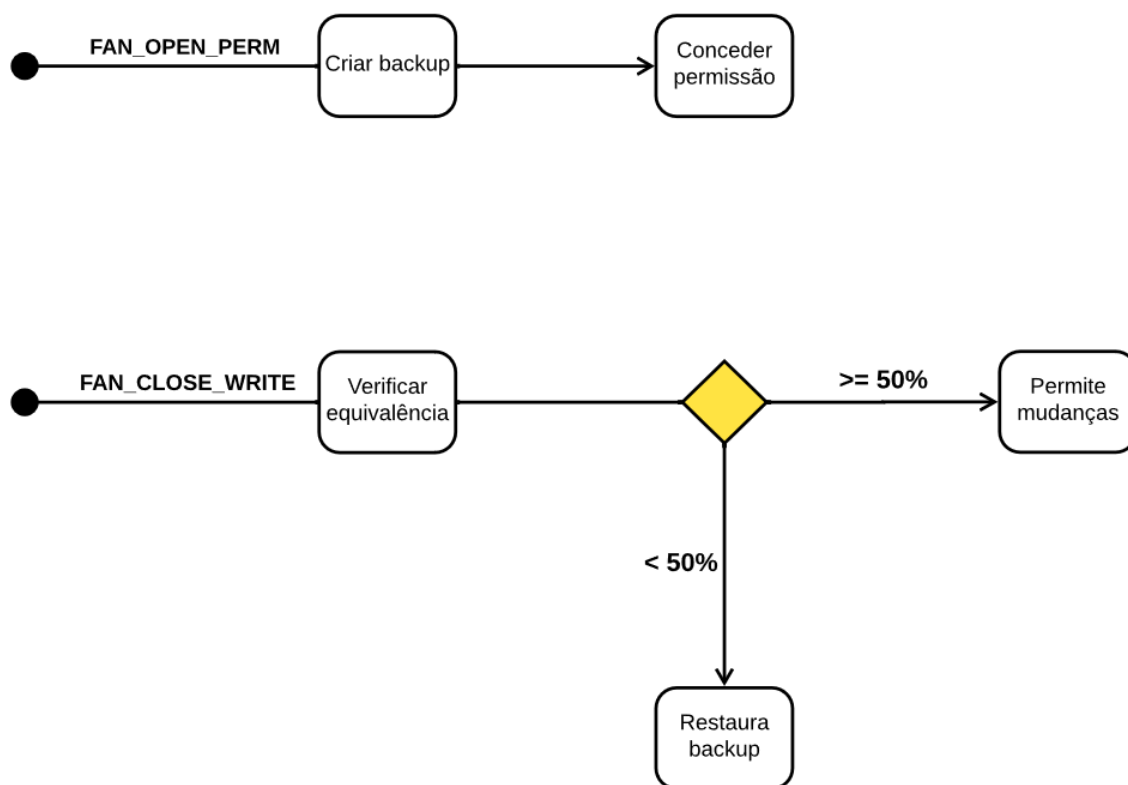 FAN_OPEN_PERM
Criar backup
Conceder
permissão
FAN_CLOSE_WRITE
Verificar
equivalência
>= 50%
Permite
mudanças
< 50%
Restaura
backup